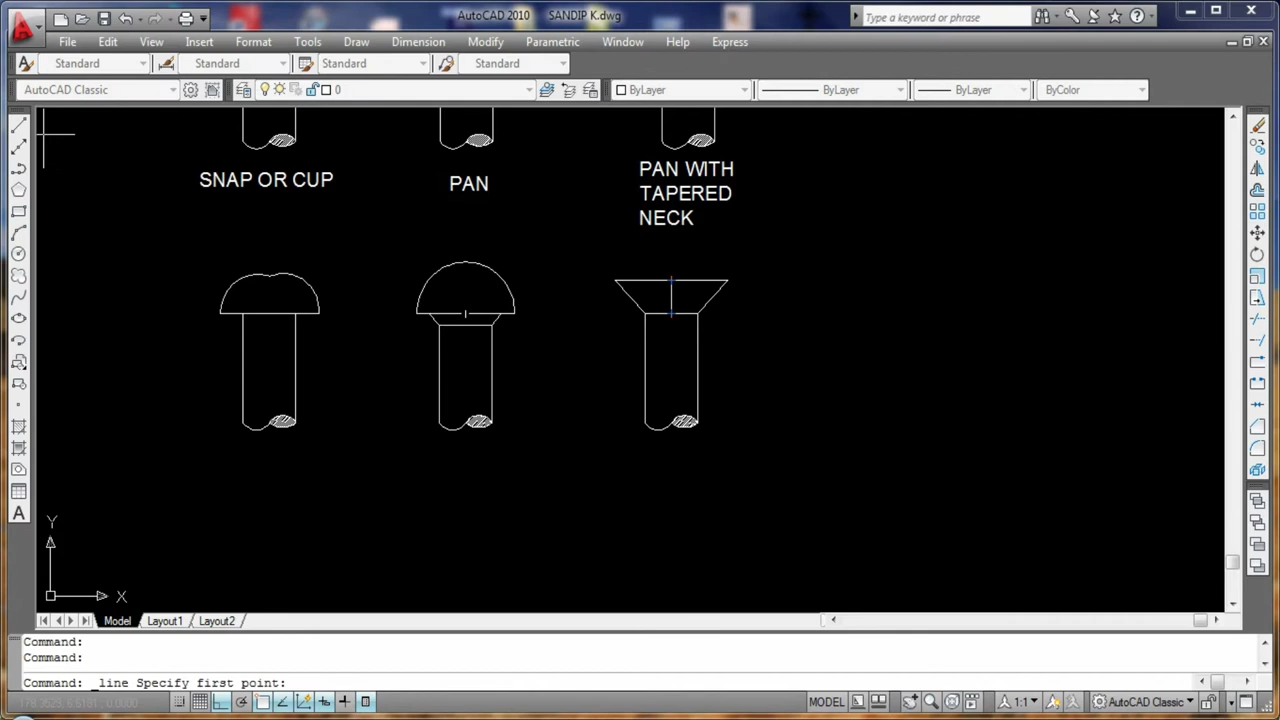 AutoCAD 2010 SANDIP K.dwg
Type a keyword or phrase
File Edit View Insert Format Tools Draw Dimension Modify Parametric Window Help Express
Standard Standard Standard Standard
AutoCAD Classic 0 ByLayer ByLayer ByLayer ByColor
SNAP OR CUP
PAN
PAN WITH
TAPERED
NECK
Y
X
Model Layout1 Layout2
Command:
Command:
Command: _line Specify first point:
MODEL 1:1 AutoCAD Classic